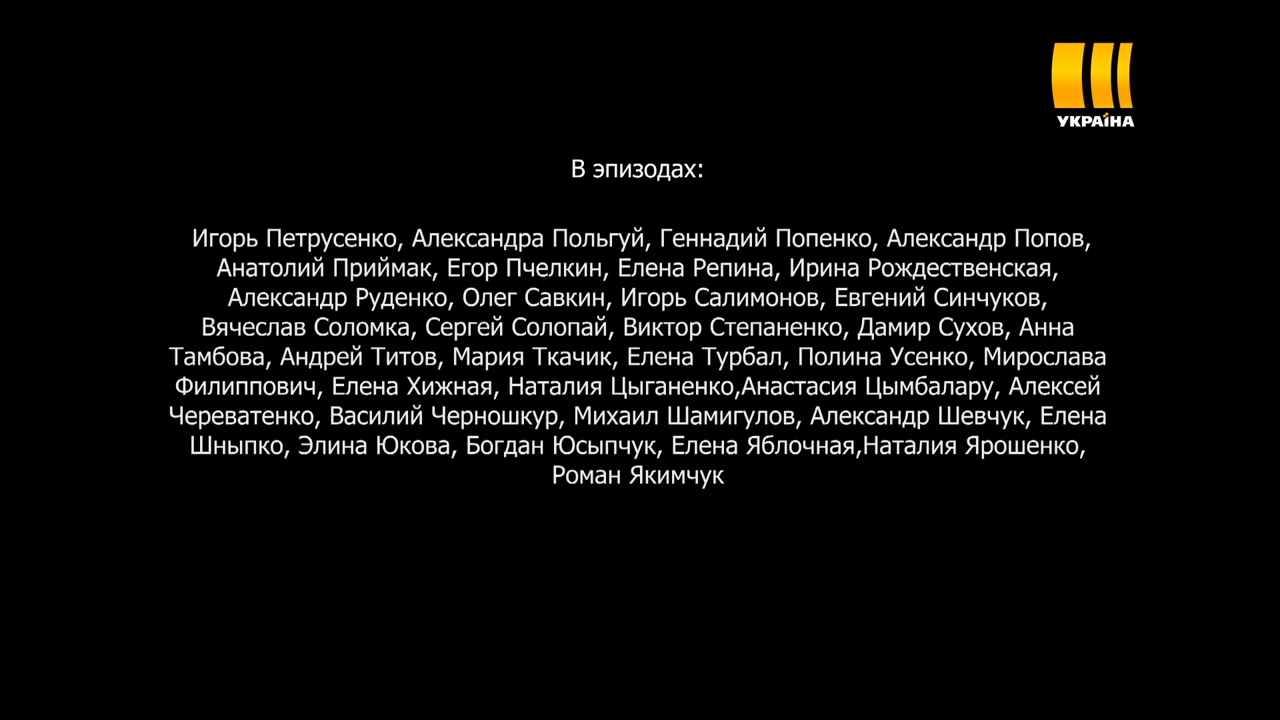 УКРАЇНА
В эпизодах:
Игорь Петрусенко, Александра Польгуй, Геннадий Попенко, Александр Попов,
Анатолий Приймак, Егор Пчелкин, Елена Репина, Ирина Рождественская,
Александр Руденко, Олег Савкин, Игорь Салимонов, Евгений Синчуков,
Вячеслав Соломка, Сергей Солопай, Виктор Степаненко, Дамир Сухов, Анна
Тамбова, Андрей Титов, Мария Ткачик, Елена Турбал, Полина Усенко, Мирослава
Филиппович, Елена Хижная, Наталия Цыганенко,Анастасия Цымбалару, Алексей
Череватенко, Василий Черношкур, Михаил Шамигулов, Александр Шевчук, Елена
Шныпко, Элина Юкова, Богдан Юсыпчук, Елена Яблочная,Наталия Ярошенко,
Роман Якимчук